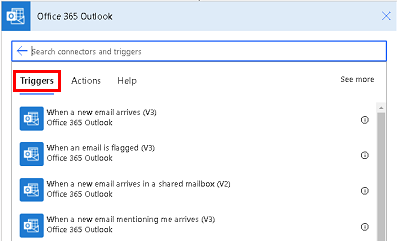 Office 365 Outlook
Search connectors and triggers
Triggers Actions Help See more
When a new email arrives (V3)
Office 365 Outlook
When an email is flagged (V3)
Office 365 Outlook
When a new email arrives in a shared mailbox (V2)
Office 365 Outlook
When a new email mentioning me arrives (V3)
Office 365 Outlook